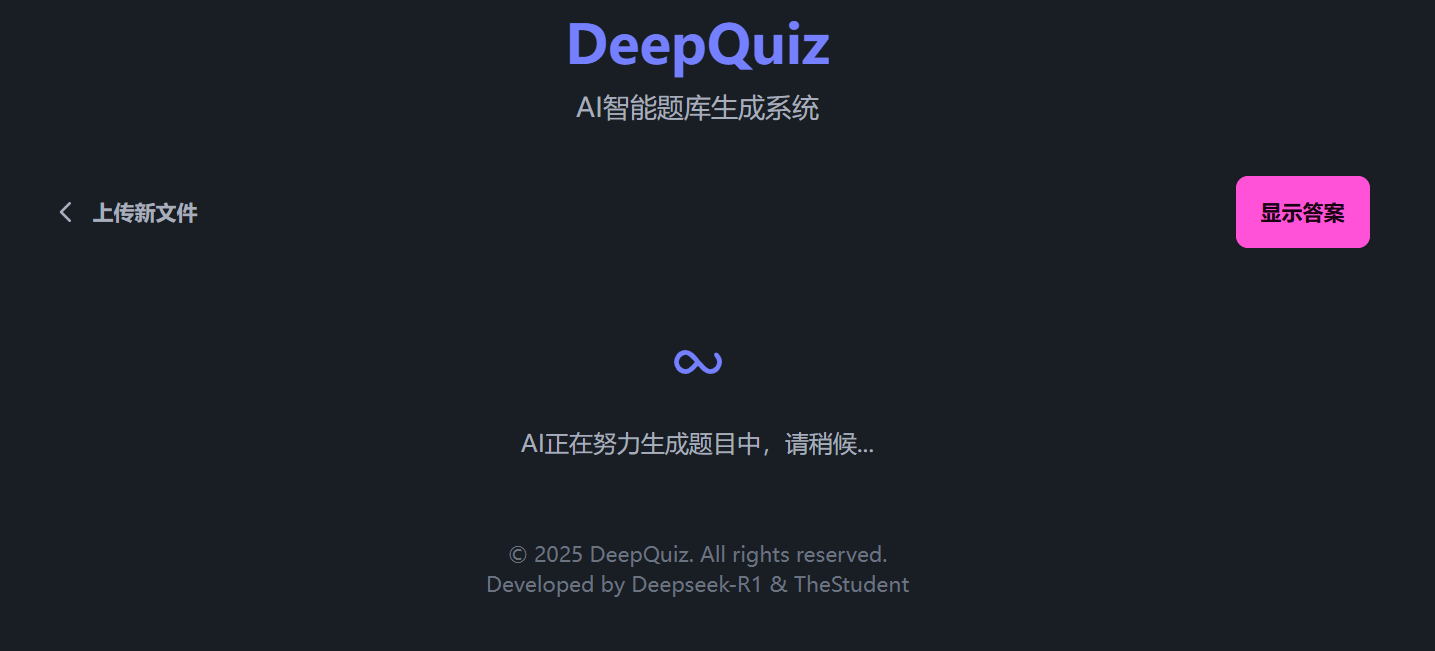 DeepQuiz
AI智能题库生成系统
上传新文件
显示答案
AI正在努力生成题目中，请稍候...
© 2025 DeepQuiz. All rights reserved.
Developed by Deepseek-R1 & TheStudent